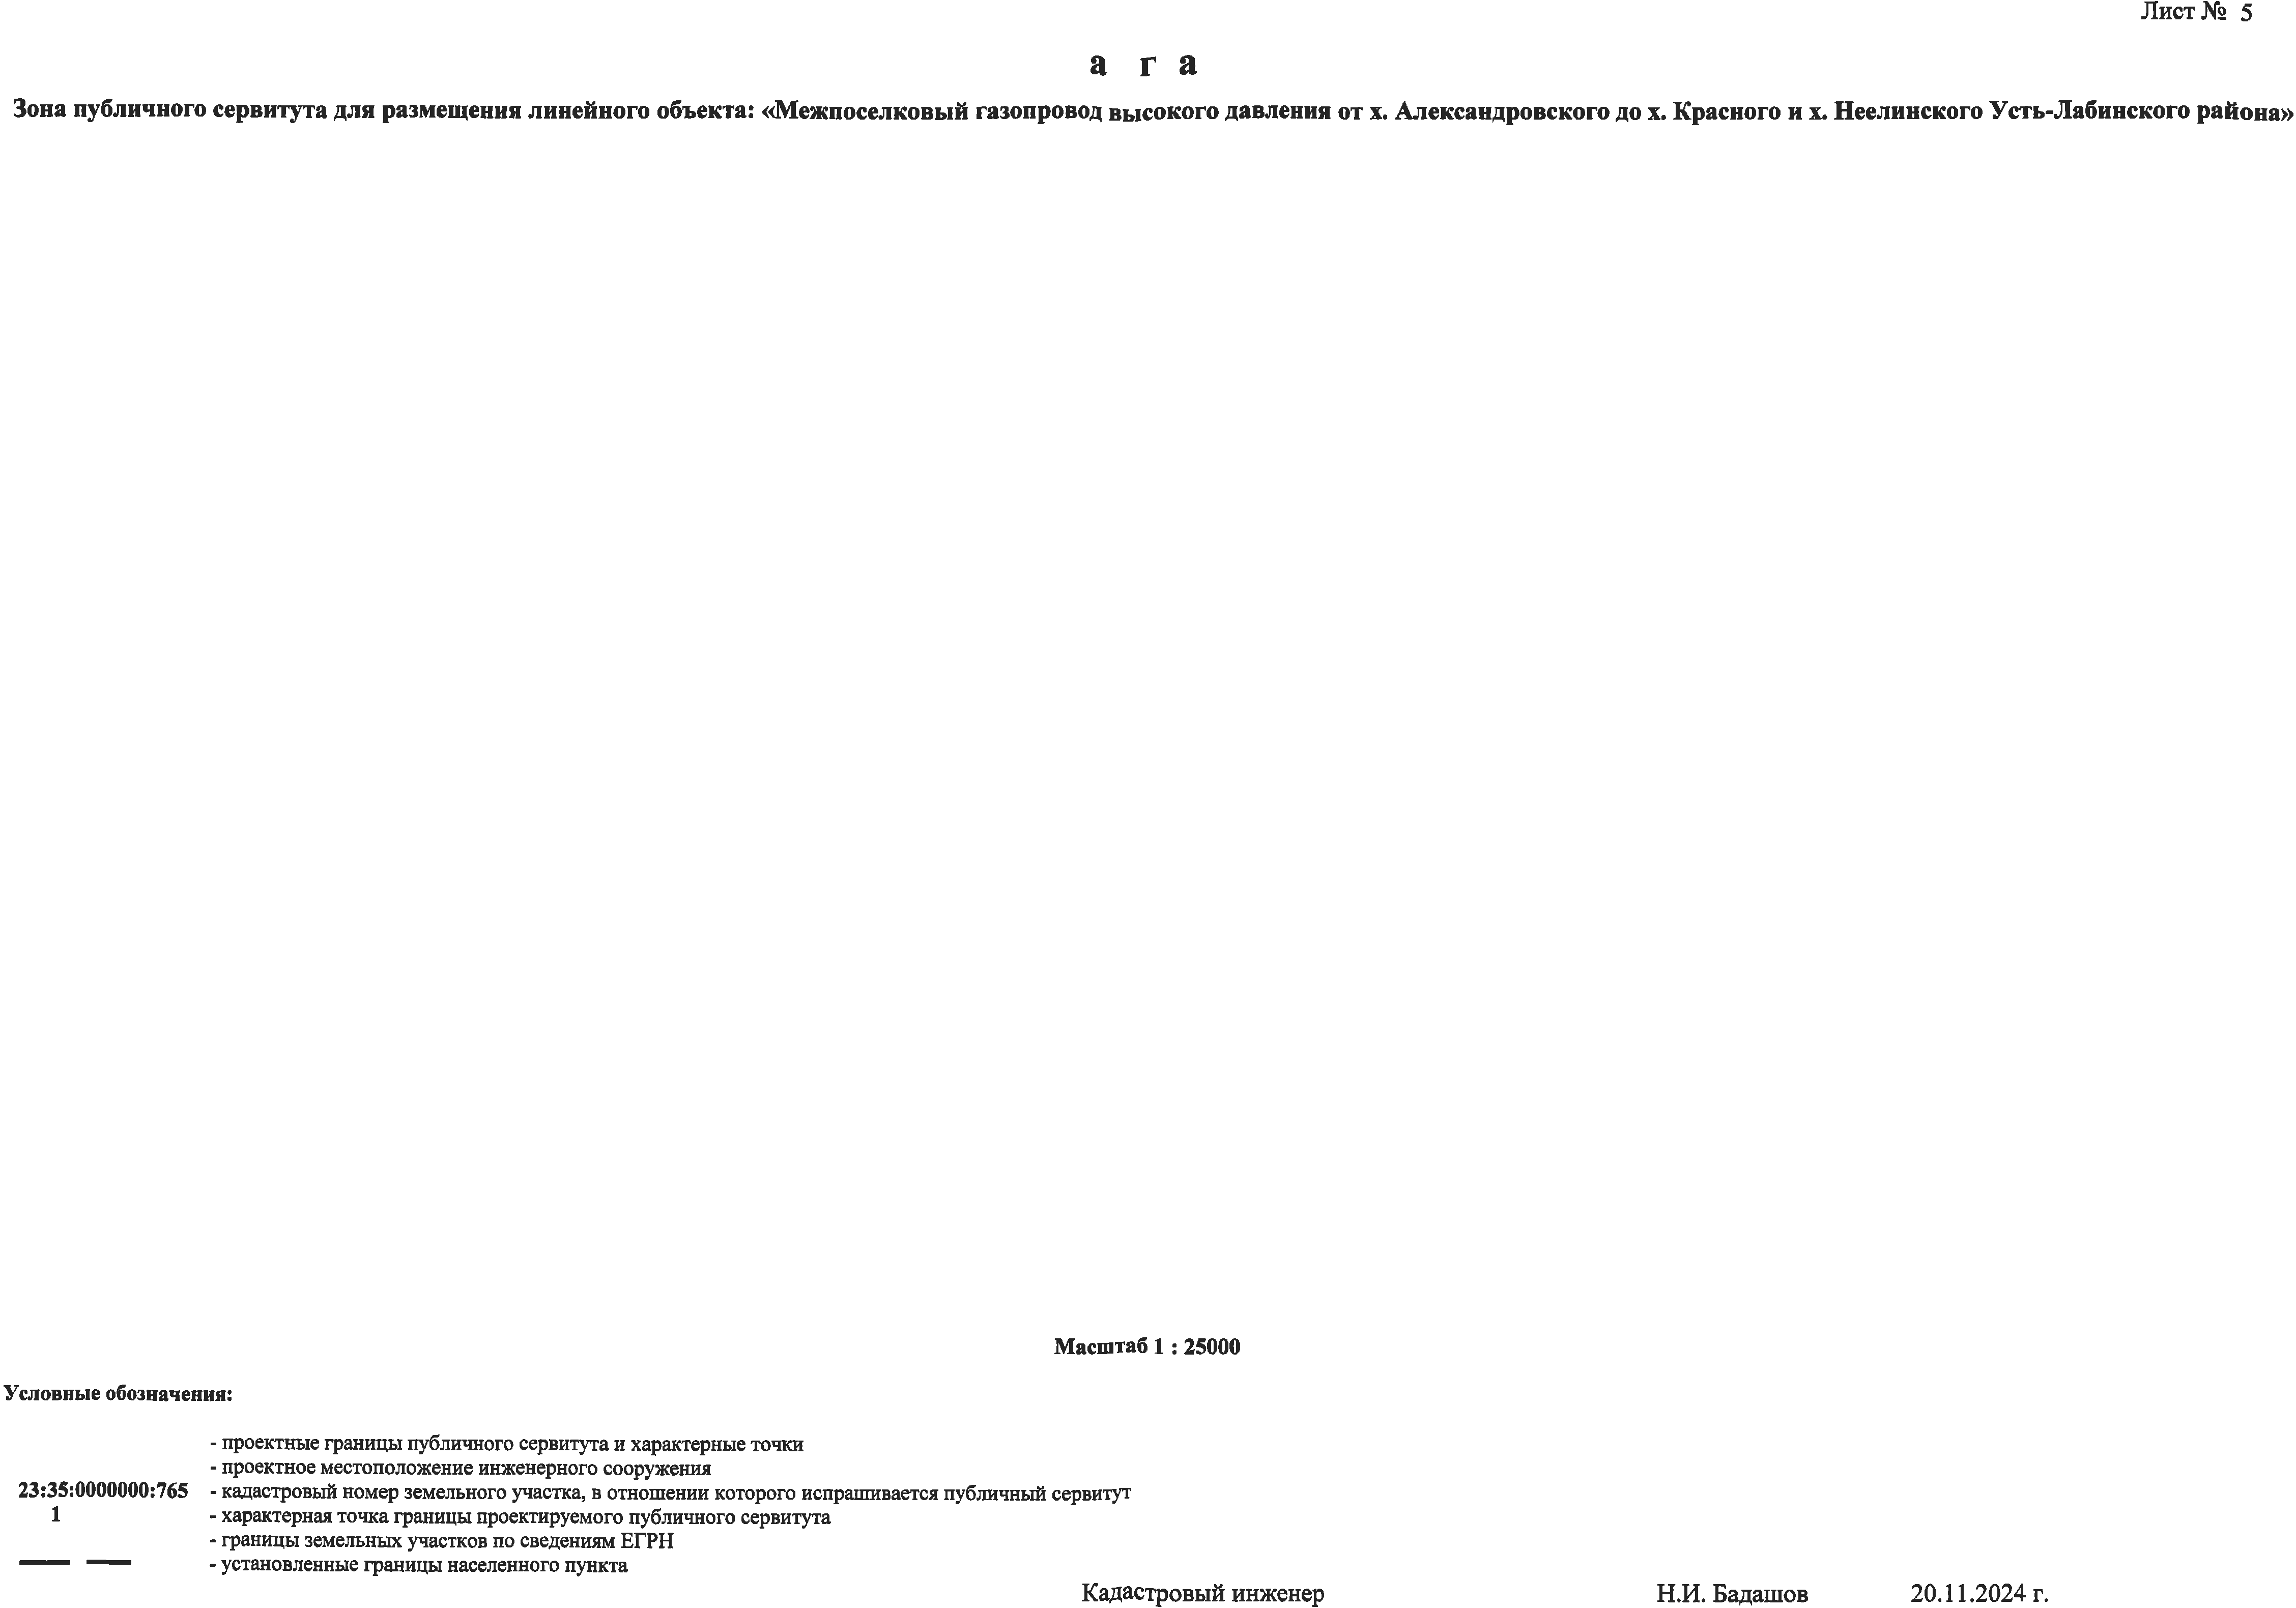 Лист № 5
а г а
Зона публичного сервитута для размещения линейного объекта: «Межпоселковый газопровод высокого давления от х. Александровского до х. Красного и х. Неелинского Усть-Лабинского района»
Масштаб 1 : 25000
Условные обозначения:
- проектные границы публичного сервитута и характерные точки
- проектное местоположение инженерного сооружения
23:35:0000000:765 - кадастровый номер земельного участка, в отношении которого испрашивается публичный сервитут
1 - характерная точка границы проектируемого публичного сервитута
- границы земельных участков по сведениям ЕГРН
- установленные границы населенного пункта
Кадастровый инженер Н.И. Бадашов 20.11.2024 г.